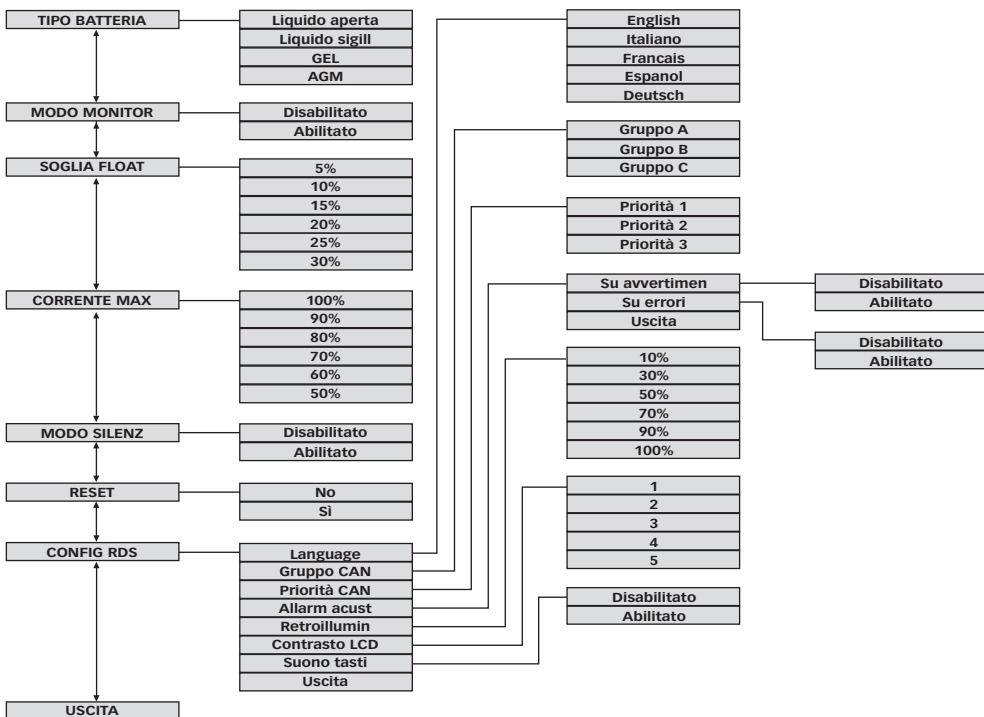 TIPO BATTERIA
Liquido aperta
Liquido sigill
GEL
AGM
MODO MONITOR
Disabilitato
Abilitato
SOGLIA FLOAT
5%
10%
15%
20%
25%
30%
CORRENTE MAX
100%
90%
80%
70%
60%
50%
MODO SILENZ
Disabilitato
Abilitato
RESET
No
Sì
CONFIG RDS
Language
Gruppo CAN
Priorità CAN
Allarm acust
Retroillumin
Contrasto LCD
Suono tasti
Uscita
USCITA
English
Italiano
Francais
Espanol
Deutsch
Gruppo A
Gruppo B
Gruppo C
Priorità 1
Priorità 2
Priorità 3
Su avvertimen
Su errori
Uscita
Disabilitato
Abilitato
Disabilitato
Abilitato
10%
30%
50%
70%
90%
100%
1
2
3
4
5
Disabilitato
Abilitato